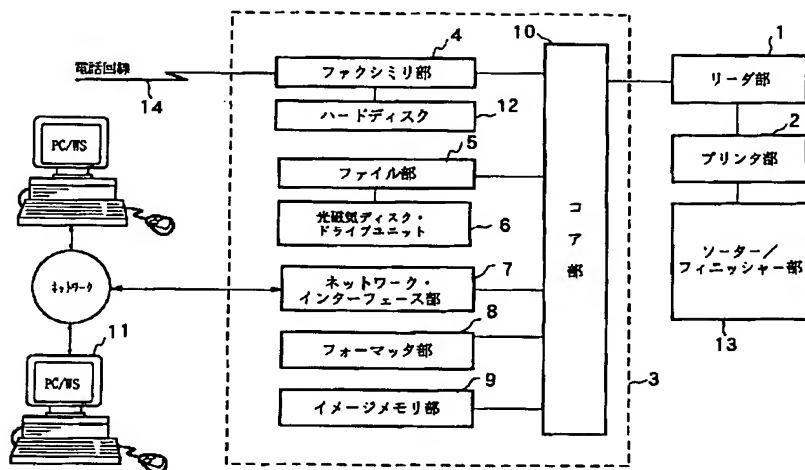 電話回線
14
4
ファクシミリ部
ハードディスク
12
5
ファイル部
光磁気ディスク・
ドライブユニット
6
7
ネットワーク・
インターフェース部
8
フォーマッタ部
9
イメージメモリ部
10
コア部
3
1
リーダ部
2
プリンタ部
ソーター/
フィニッシャー部
13
PC/WS
ネットワーク
11
PC/WS